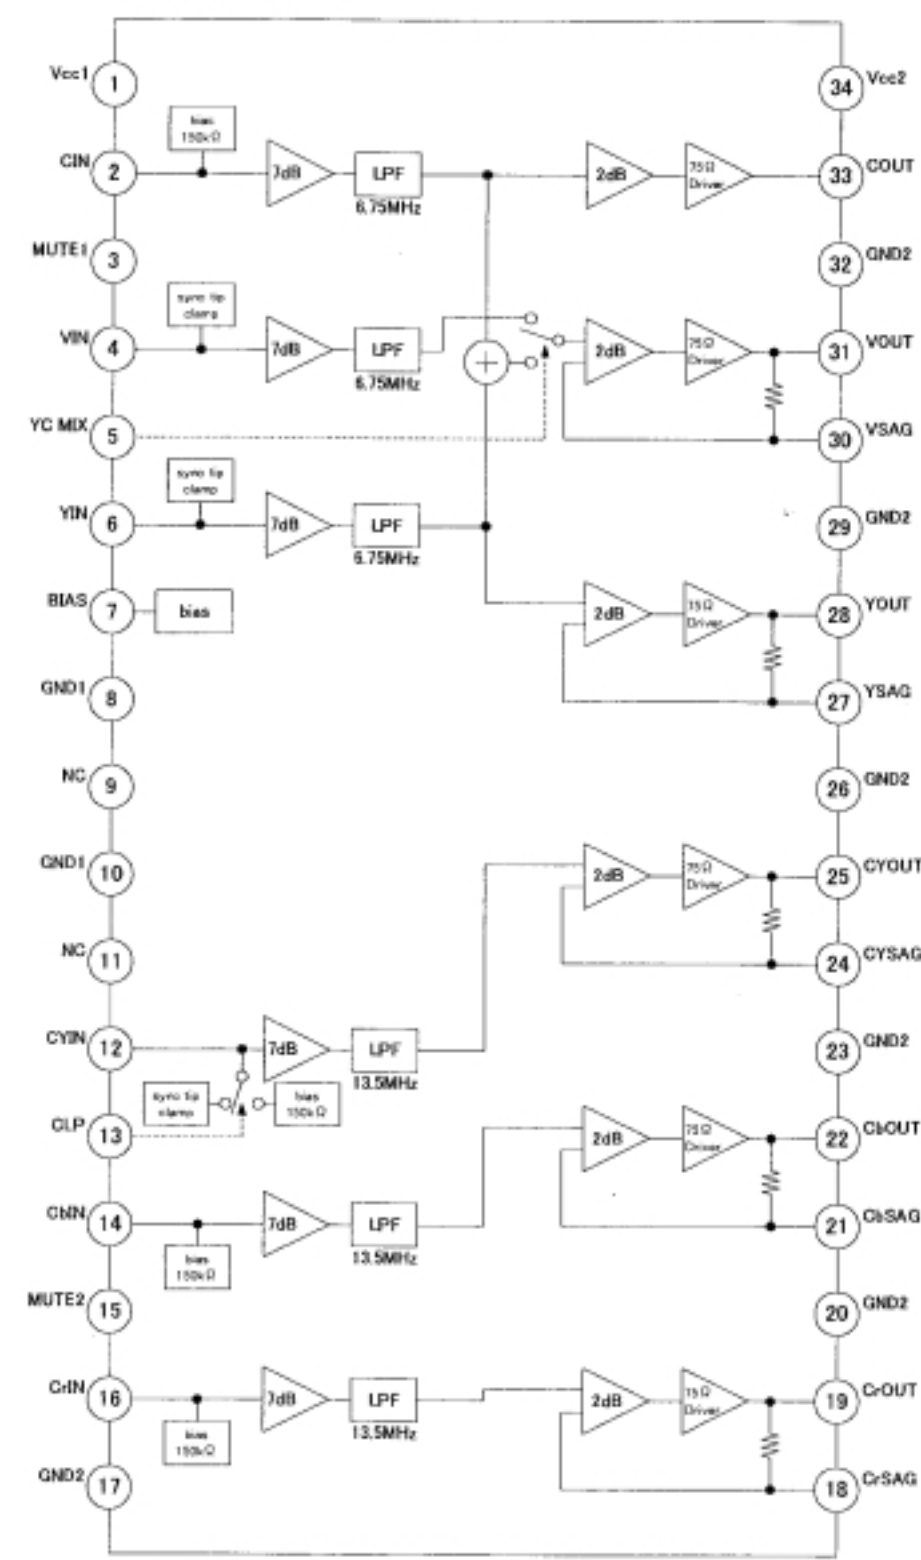 Vcc1
1
34
Vcc2
bias
150kΩ
CIN
2
7dB
LPF
6.75MHz
2dB
75Ω
Driver
33
COUT
MUTE1
3
32
GND2
sync tip
clamp
VIN
4
7dB
LPF
6.75MHz
2dB
75Ω
Driver
31
VOUT
YC MIX
5
30
VSAG
sync tip
clamp
YIN
6
7dB
LPF
6.75MHz
29
GND2
BIAS
7
bias
2dB
75Ω
Driver
28
YOUT
GND1
8
27
YSAG
NC
9
26
GND2
GND1
10
2dB
75Ω
Driver
25
CYOUT
NC
11
24
CYSAG
CYIN
12
7dB
LPF
13.5MHz
23
GND2
sync tip
clamp
bias
150kΩ
CLP
13
2dB
75Ω
Driver
22
CbOUT
CbIN
14
7dB
LPF
13.5MHz
21
CbSAG
bias
150kΩ
MUTE2
15
20
GND2
CrIN
16
7dB
LPF
13.5MHz
2dB
75Ω
Driver
19
CrOUT
bias
150kΩ
GND2
17
18
CrSAG